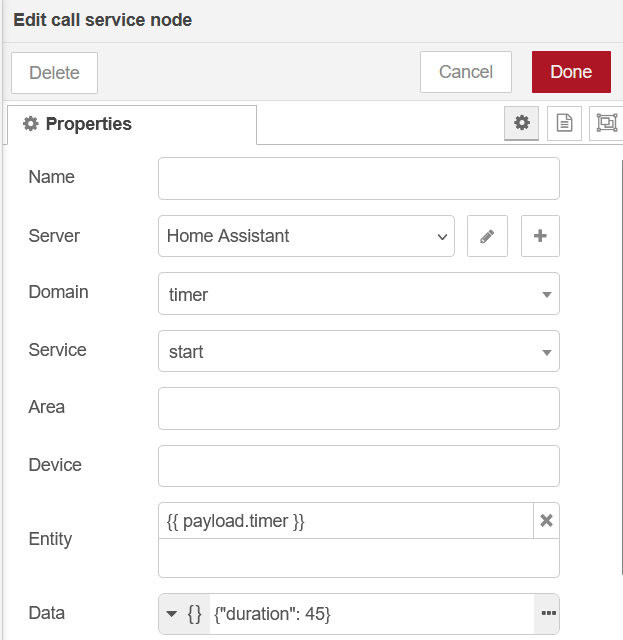 Edit call service node
Delete
Cancel
Done
Properties
Name
Server
Home Assistant
Domain
timer
Service
start
Area
Device
Entity
{{ payload.timer }}
Data
{} {"duration": 45}